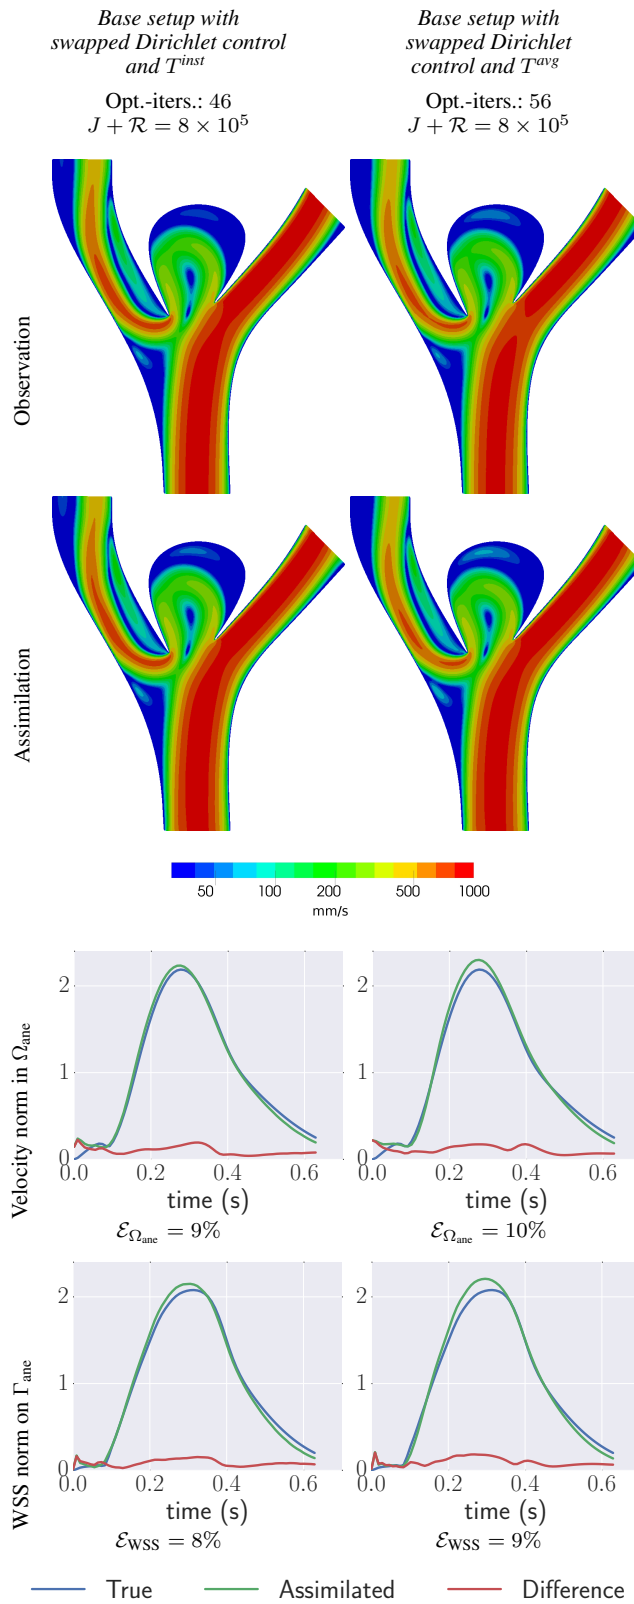 Base setup with
swapped Dirichlet control
and T^inst
Opt.-iters.: 46
J + R = 8 × 10^5
Base setup with
swapped Dirichlet
control and T^avg
Opt.-iters.: 56
J + R = 8 × 10^5
Observation
Assimilation
50 100 200 500 1000
mm/s
Velocity norm in Ω_ane
2
1
0
0.0 0.2 0.4 0.6
time (s)
ℰ_Ω_ane = 9%
2
1
0
0.0 0.2 0.4 0.6
time (s)
ℰ_Ω_ane = 10%
WSS norm on Γ_ane
2
1
0
0.0 0.2 0.4 0.6
time (s)
ℰ_WSS = 8%
2
1
0
0.0 0.2 0.4 0.6
time (s)
ℰ_WSS = 9%
True Assimilated Difference